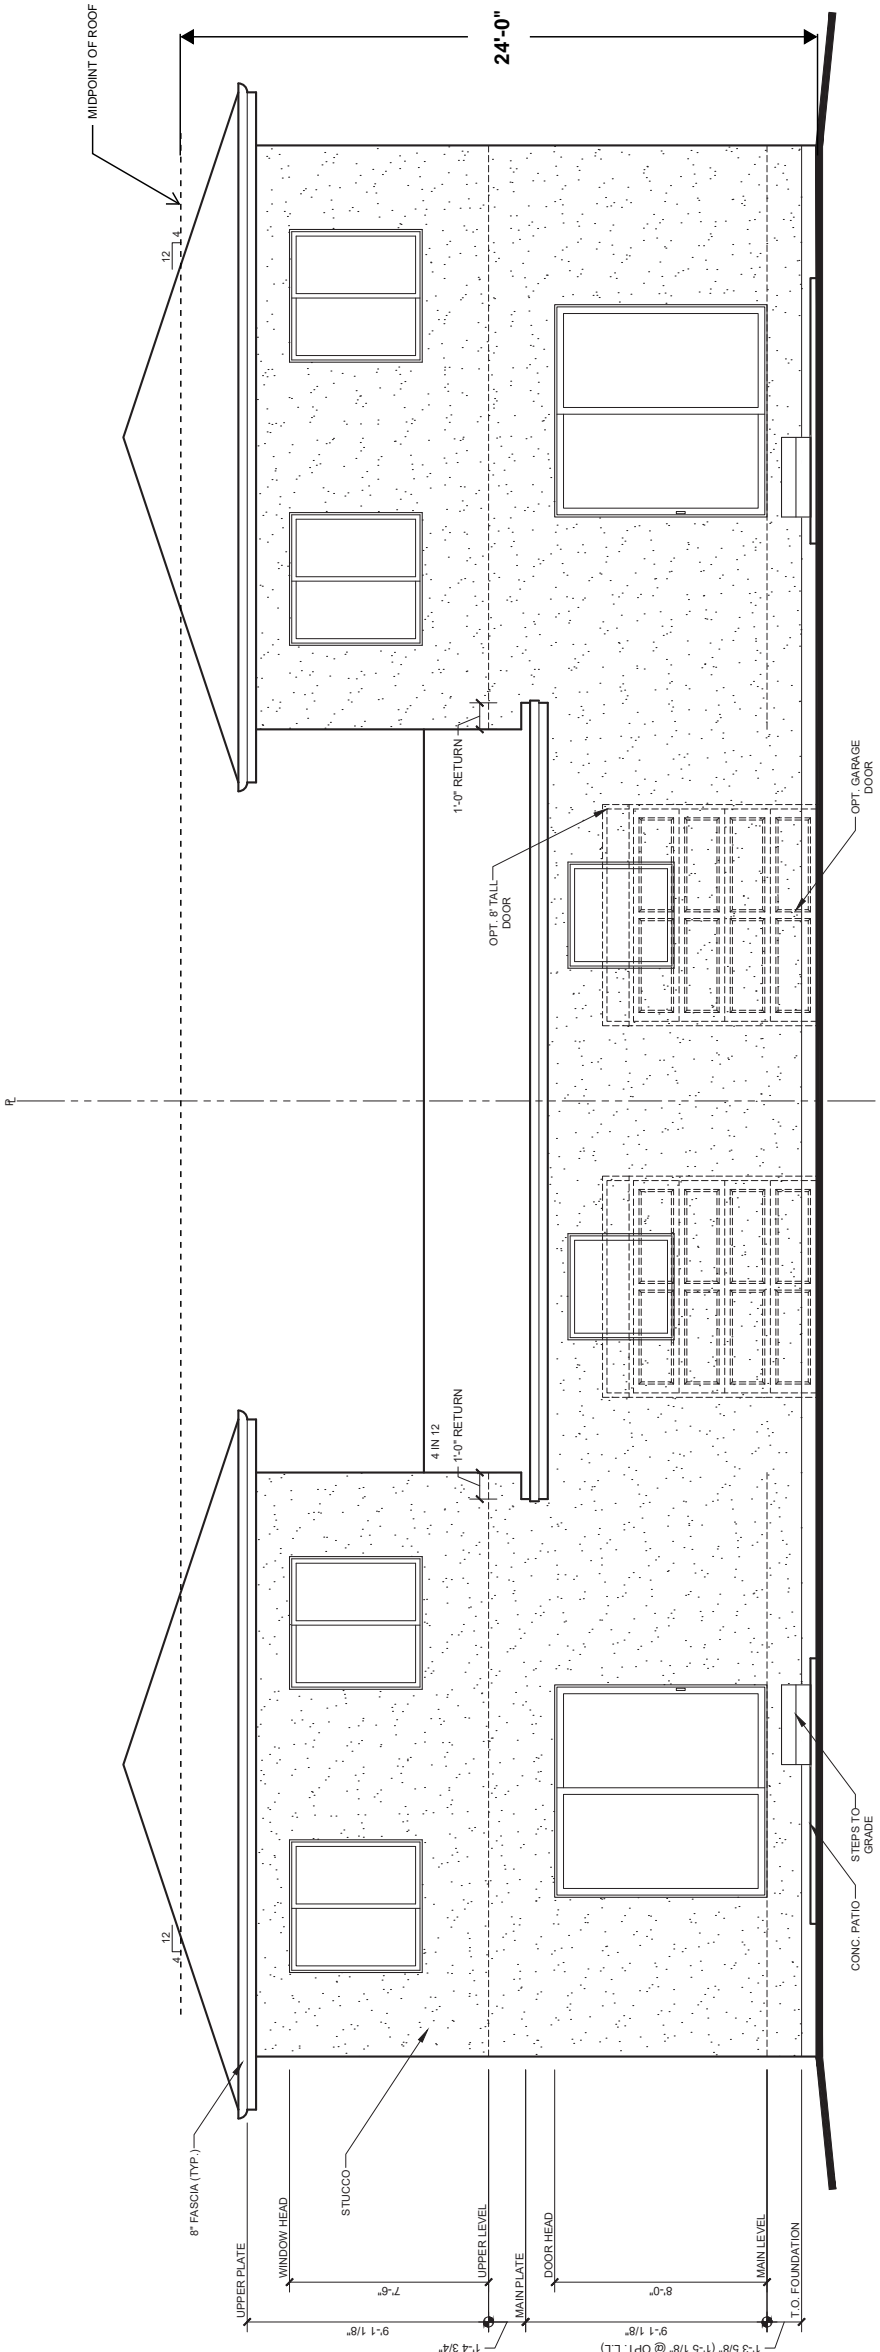 MIDPOINT OF ROOF
24'-0"
12
4
1'-0" RETURN
OPT. 8' TALL
DOOR
OPT. GARAGE
DOOR
PL
4 IN 12
1'-0" RETURN
12
4
STEPS TO
GRADE
CONC. PATIO
8" FASCIA (TYP.)
STUCCO
UPPER PLATE
WINDOW HEAD
UPPER LEVEL
MAIN PLATE
DOOR HEAD
MAIN LEVEL
T.O. FOUNDATION
7'-6"
8'-0"
9'-1 1/8"
9'-1 1/8"
1'-4 3/4"
1'-3 5/8" (1'-5 1/8" @ OPT. L.L)